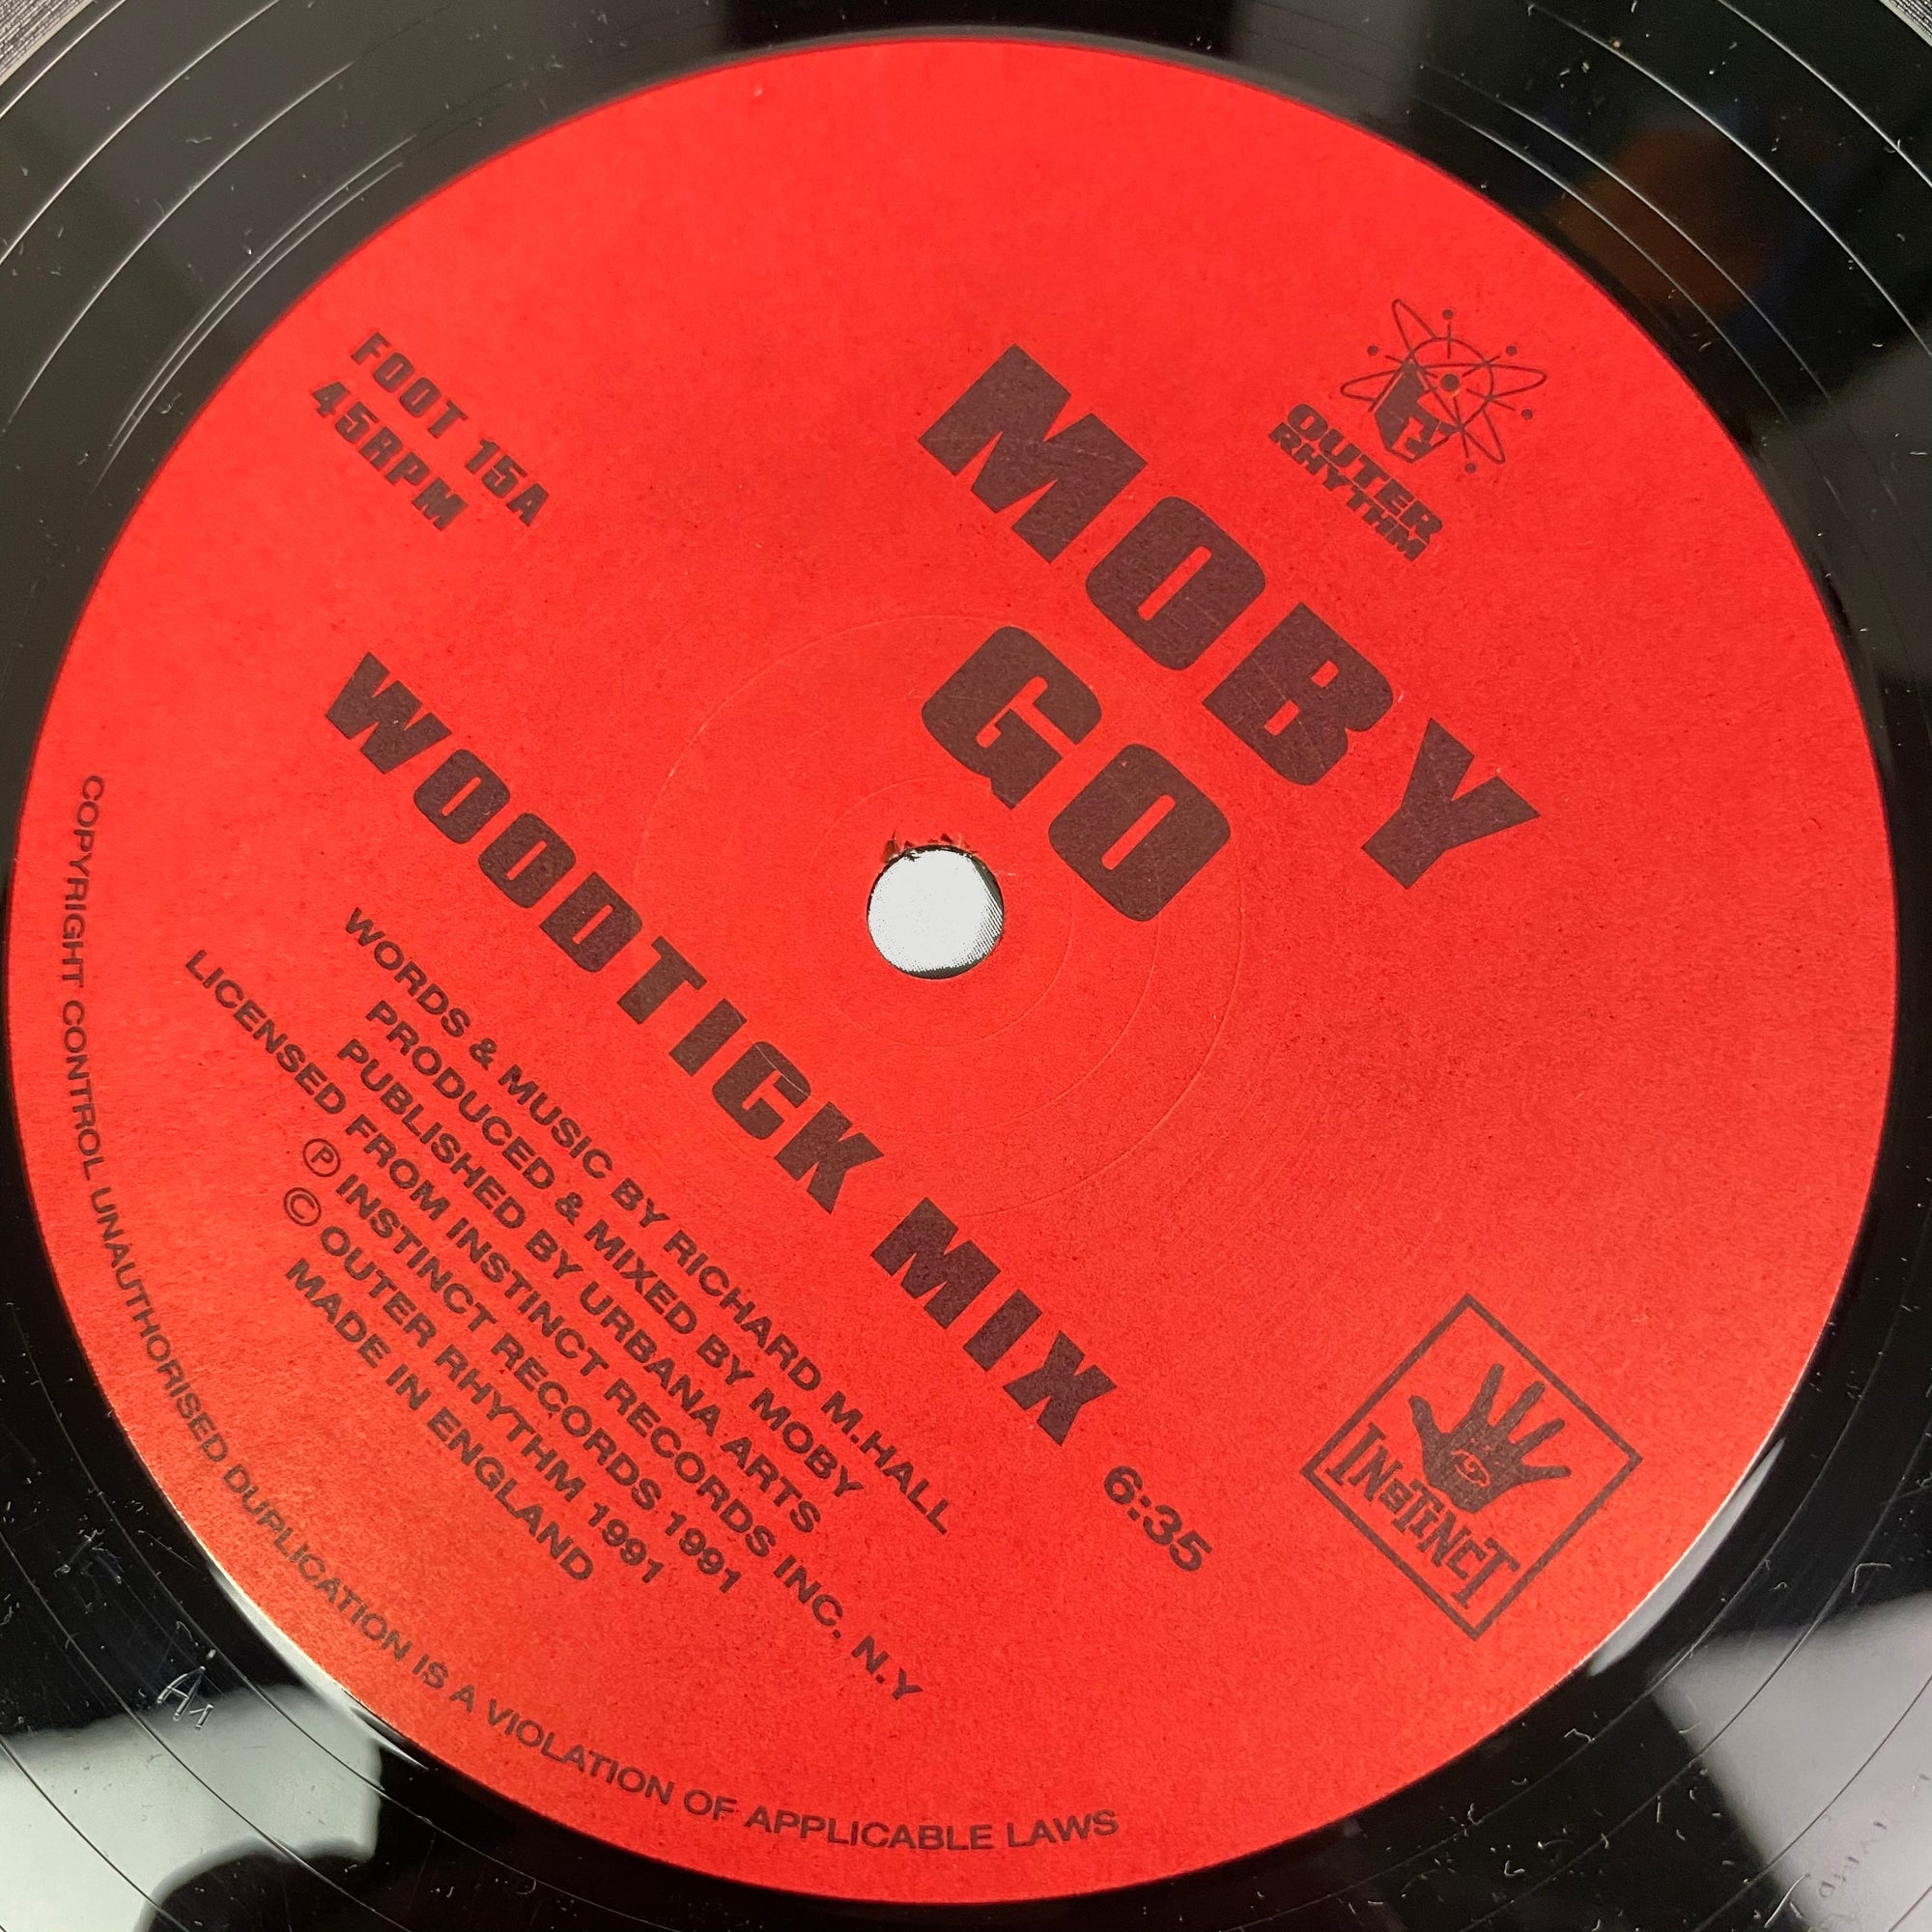 FOOT 15A
45RPM
OUTER
RHYTHM
MOBY
GO
WOODTICK MIX 6:35
WORDS & MUSIC BY RICHARD M.HALL
PRODUCED & MIXED BY MOBY
PUBLISHED BY URBANA ARTS
LICENSED FROM INSTINCT RECORDS INC. N.Y
Ⓟ INSTINCT RECORDS 1991
© OUTER RHYTHM 1991
MADE IN ENGLAND
INSTINCT
COPYRIGHT CONTROL UNAUTHORISED DUPLICATION IS A VIOLATION OF APPLICABLE LAWS
A1